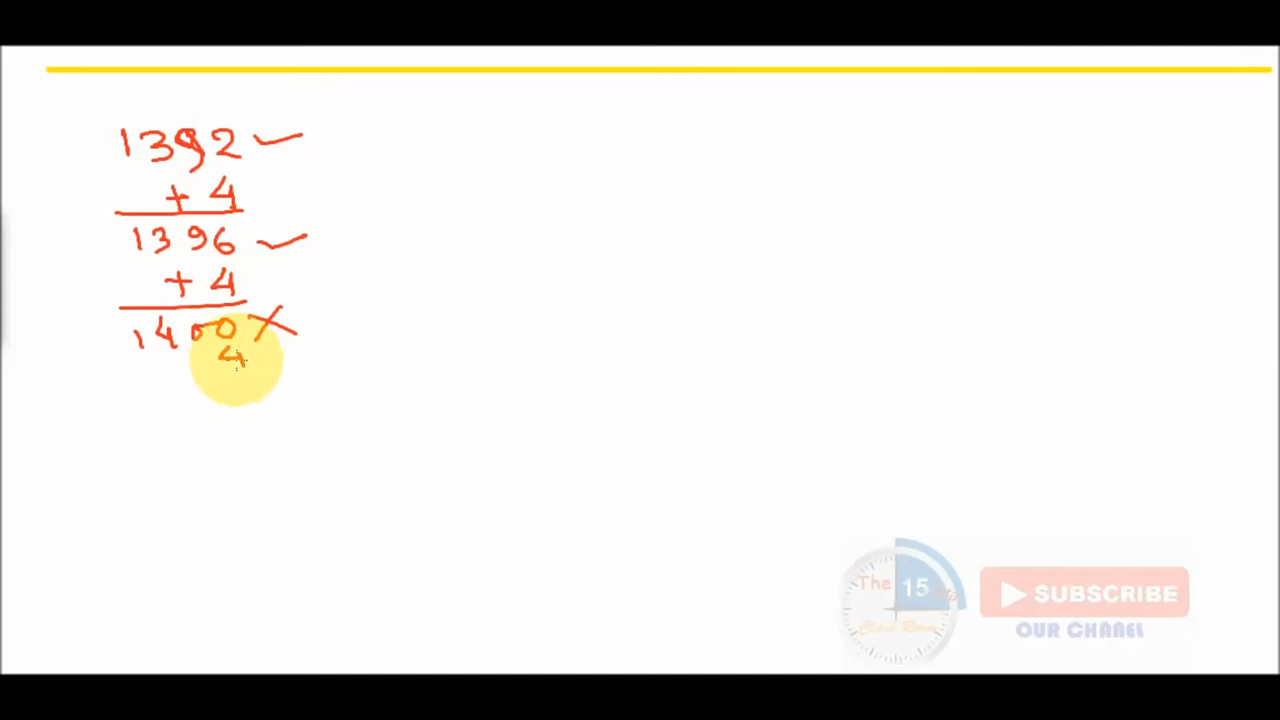 1392 ✓
+ 4
1396 ✓
+ 4
1400 ✗
4
The 15
SUBSCRIBE
OUR CHANEL